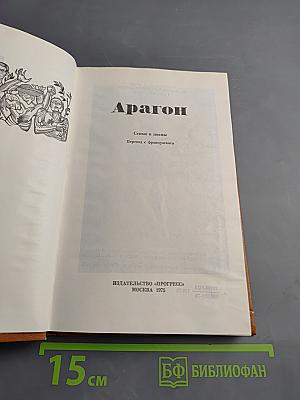 Арагон
Стихи и поэмы
Перевод с французского
ИЗДАТЕЛЬСТВО «ПРОГРЕСС»
МОСКВА 1975
15 см
БФ БИБЛИОФАН